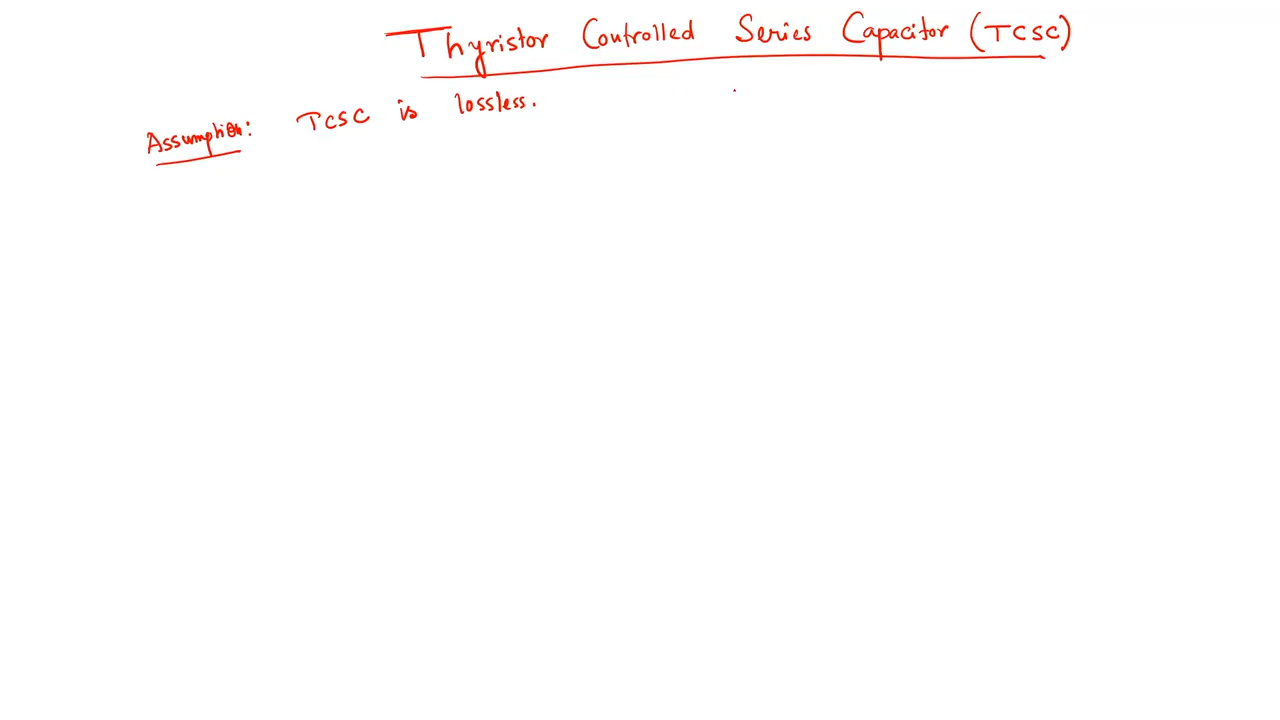 Thyristor Controlled Series Capacitor (TCSC)
Assumption: TCSC is lossless.